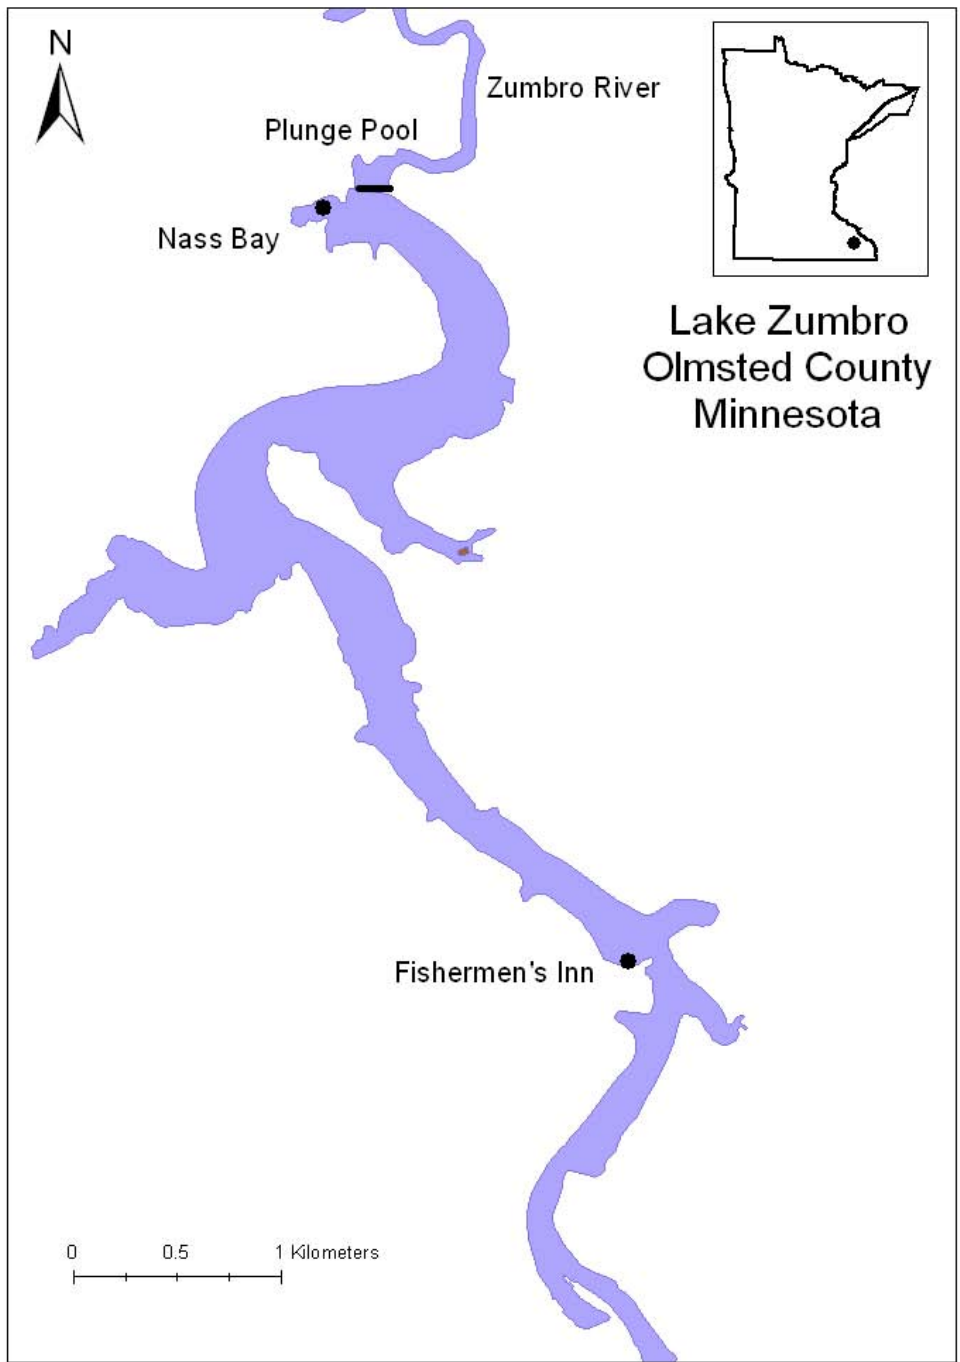 N
Zumbro River
Plunge Pool
Nass Bay
Lake Zumbro
Olmsted County
Minnesota
Fishermen's Inn
0 0.5 1 Kilometers